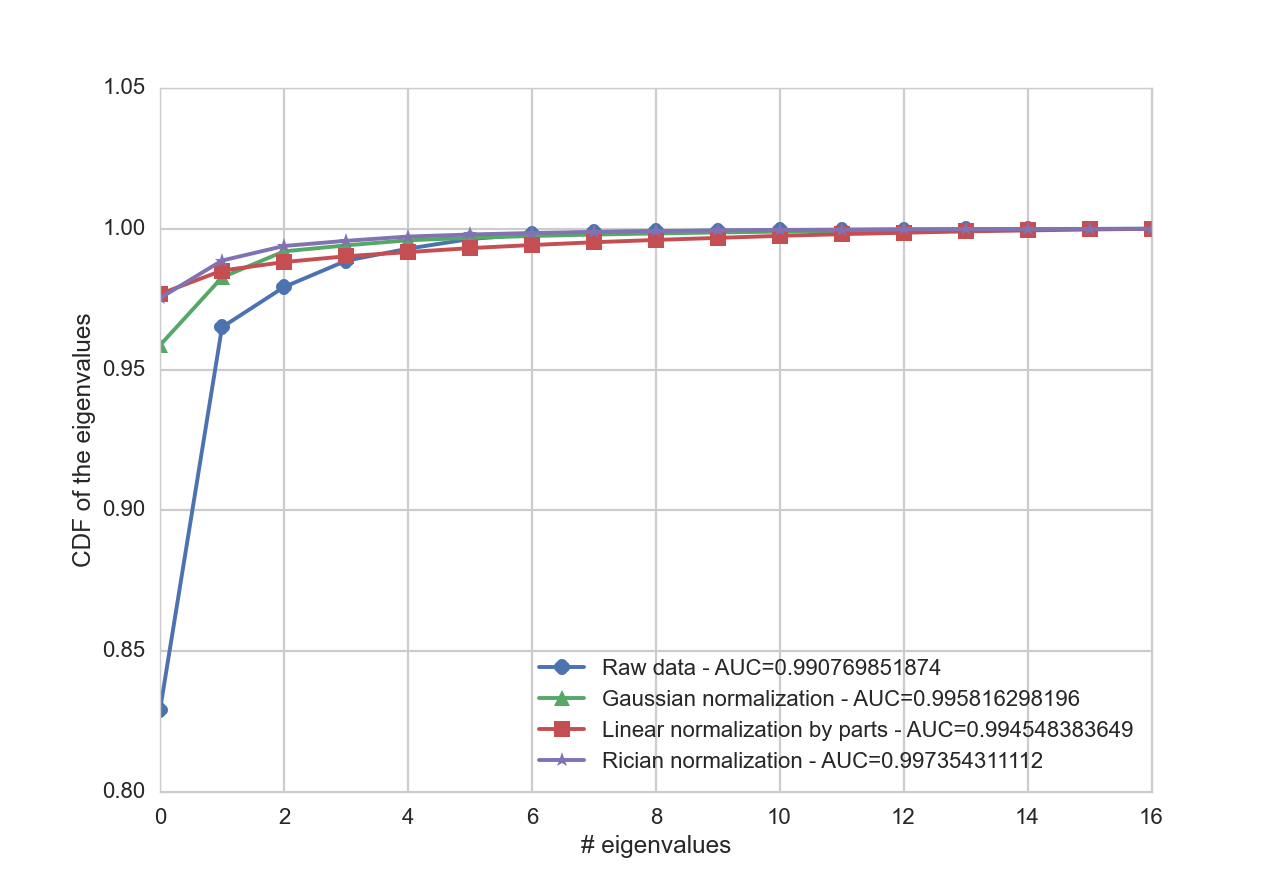 1.05
1.00
0.95
0.90
0.85
0.80
CDF of the eigenvalues
Raw data - AUC=0.990769851874
Gaussian normalization - AUC=0.995816298196
Linear normalization by parts - AUC=0.994548383649
Rician normalization - AUC=0.997354311112
0 2 4 6 8 10 12 14 16
# eigenvalues